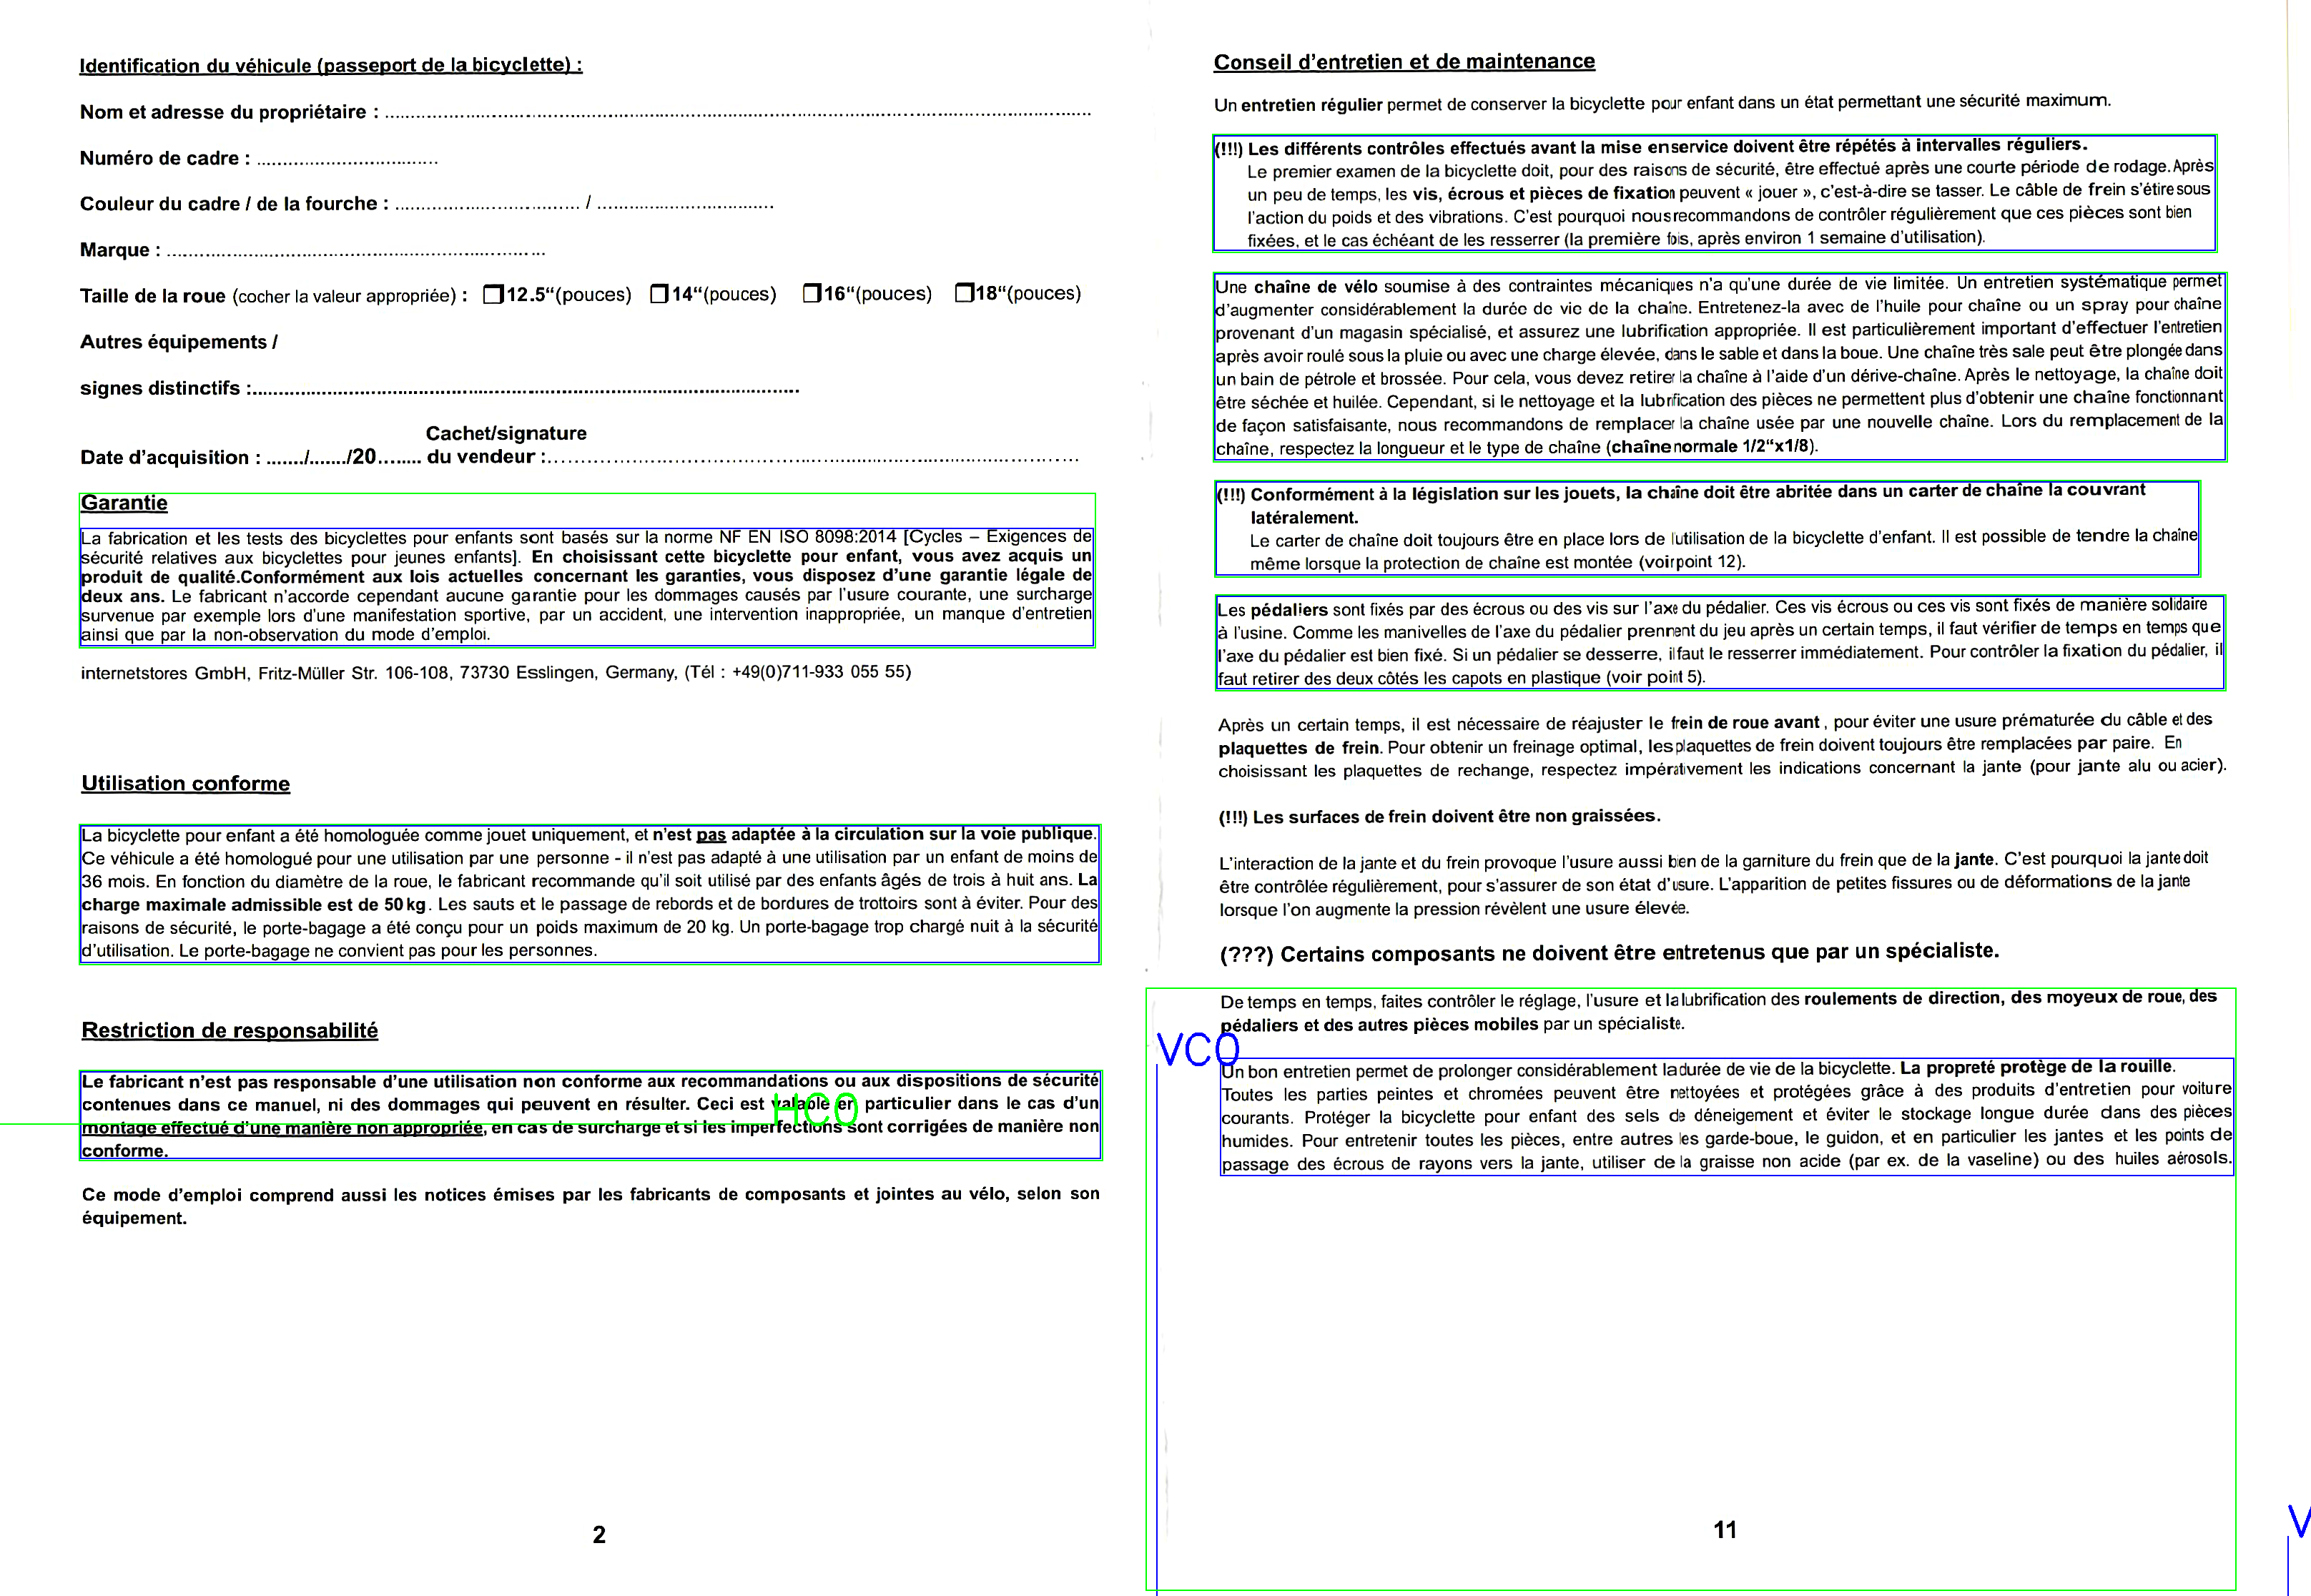 Identification du véhicule (passeport de la bicyclette) :
Nom et adresse du propriétaire : ................................................................
Numéro de cadre : .................................
Couleur du cadre / de la fourche : ...................................... / ................................
Marque : .....................................................................
Taille de la roue (cocher la valeur appropriée) : ❒12.5“(pouces) ❒14“(pouces) ❒16“(pouces) ❒18“(pouces)
Autres équipements /
signes distinctifs :................................................................
Cachet/signature
Date d’acquisition : ......./......./20........ du vendeur :................................................................
Garantie
La fabrication et les tests des bicyclettes pour enfants sont basés sur la norme NF EN ISO 8098:2014 [Cycles – Exigences de
sécurité relatives aux bicyclettes pour jeunes enfants]. En choisissant cette bicyclette pour enfant, vous avez acquis un
produit de qualité.Conformément aux lois actuelles concernant les garanties, vous disposez d’une garantie légale de
deux ans. Le fabricant n’accorde cependant aucune garantie pour les dommages causés par l’usure courante, une surcharge
survenue par exemple lors d’une manifestation sportive, par un accident, une intervention inappropriée, un manque d’entretien
ainsi que par la non-observation du mode d’emploi.
internetstores GmbH, Fritz-Müller Str. 106-108, 73730 Esslingen, Germany, (Tél : +49(0)711-933 055 55)
Utilisation conforme
La bicyclette pour enfant a été homologuée comme jouet uniquement, et n’est pas adaptée à la circulation sur la voie publique.
Ce véhicule a été homologué pour une utilisation par une personne - il n’est pas adapté à une utilisation par un enfant de moins de
36 mois. En fonction du diamètre de la roue, le fabricant recommande qu’il soit utilisé par des enfants âgés de trois à huit ans. La
charge maximale admissible est de 50 kg. Les sauts et le passage de rebords et de bordures de trottoirs sont à éviter. Pour des
raisons de sécurité, le porte-bagage a été conçu pour un poids maximum de 20 kg. Un porte-bagage trop chargé nuit à la sécurité
d’utilisation. Le porte-bagage ne convient pas pour les personnes.
Restriction de responsabilité
Le fabricant n’est pas responsable d’une utilisation non conforme aux recommandations ou aux dispositions de sécurité
contenues dans ce manuel, ni des dommages qui peuvent en résulter. Ceci est valable en particulier dans le cas d’un
HCO
montage effectué d’une manière non appropriée, en cas de surcharge et si les imperfections sont corrigées de manière non
conforme.
Ce mode d’emploi comprend aussi les notices émises par les fabricants de composants et jointes au vélo, selon son
équipement.
2
Conseil d’entretien et de maintenance
Un entretien régulier permet de conserver la bicyclette pour enfant dans un état permettant une sécurité maximum.
(!!!) Les différents contrôles effectués avant la mise en service doivent être répétés à intervalles réguliers.
Le premier examen de la bicyclette doit, pour des raisons de sécurité, être effectué après une courte période de rodage. Après
un peu de temps, les vis, écrous et pièces de fixation peuvent « jouer », c’est-à-dire se tasser. Le câble de frein s’étire sous
l’action du poids et des vibrations. C’est pourquoi nous recommandons de contrôler régulièrement que ces pièces sont bien
fixées, et le cas échéant de les resserrer (la première fois, après environ 1 semaine d’utilisation).
Une chaîne de vélo soumise à des contraintes mécaniques n’a qu’une durée de vie limitée. Un entretien systématique permet
d’augmenter considérablement la durée de vie de la chaîne. Entretenez-la avec de l’huile pour chaîne ou un spray pour chaîne
provenant d’un magasin spécialisé, et assurez une lubrification appropriée. Il est particulièrement important d’effectuer l’entretien
après avoir roulé sous la pluie ou avec une charge élevée, dans le sable et dans la boue. Une chaîne très sale peut être plongée dans
un bain de pétrole et brossée. Pour cela, vous devez retirer la chaîne à l’aide d’un dérive-chaîne. Après le nettoyage, la chaîne doit
être séchée et huilée. Cependant, si le nettoyage et la lubrification des pièces ne permettent plus d’obtenir une chaîne fonctionnant
de façon satisfaisante, nous recommandons de remplacer la chaîne usée par une nouvelle chaîne. Lors du remplacement de la
chaîne, respectez la longueur et le type de chaîne (chaîne normale 1/2“x1/8).
(!!!) Conformément à la législation sur les jouets, la chaîne doit être abritée dans un carter de chaîne la couvrant
latéralement.
Le carter de chaîne doit toujours être en place lors de l’utilisation de la bicyclette d’enfant. Il est possible de tendre la chaîne
même lorsque la protection de chaîne est montée (voir point 12).
Les pédaliers sont fixés par des écrous ou des vis sur l’axe du pédalier. Ces vis écrous ou ces vis sont fixés de manière solidaire
à l’usine. Comme les manivelles de l’axe du pédalier prennent du jeu après un certain temps, il faut vérifier de temps en temps que
l’axe du pédalier est bien fixé. Si un pédalier se desserre, il faut le resserrer immédiatement. Pour contrôler la fixation du pédalier, il
faut retirer des deux côtés les capots en plastique (voir point 5).
Après un certain temps, il est nécessaire de réajuster le frein de roue avant , pour éviter une usure prématurée du câble et des
plaquettes de frein. Pour obtenir un freinage optimal, les plaquettes de frein doivent toujours être remplacées par paire. En
choisissant les plaquettes de rechange, respectez impérativement les indications concernant la jante (pour jante alu ou acier).
(!!!) Les surfaces de frein doivent être non graissées.
L’interaction de la jante et du frein provoque l’usure aussi bien de la garniture du frein que de la jante. C’est pourquoi la jante doit
être contrôlée régulièrement, pour s’assurer de son état d’usure. L’apparition de petites fissures ou de déformations de la jante
lorsque l’on augmente la pression révèlent une usure élevée.
(???) Certains composants ne doivent être entretenus que par un spécialiste.
De temps en temps, faites contrôler le réglage, l’usure et la lubrification des roulements de direction, des moyeux de roue, des
pédaliers et des autres pièces mobiles par un spécialiste.
VCO
Un bon entretien permet de prolonger considérablement la durée de vie de la bicyclette. La propreté protège de la rouille.
Toutes les parties peintes et chromées peuvent être nettoyées et protégées grâce à des produits d’entretien pour voiture
courants. Protéger la bicyclette pour enfant des sels de déneigement et éviter le stockage longue durée dans des pièces
humides. Pour entretenir toutes les pièces, entre autres les garde-boue, le guidon, et en particulier les jantes et les points de
passage des écrous de rayons vers la jante, utiliser de la graisse non acide (par ex. de la vaseline) ou des huiles aérosols.
11
V